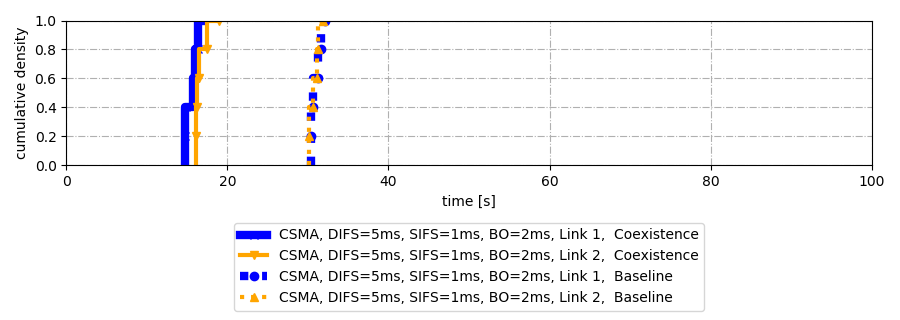 1.0
0.8
0.6
0.4
0.2
0.0
cumulative density
0 20 40 60 80 100
time [s]
CSMA, DIFS=5ms, SIFS=1ms, BO=2ms, Link 1,  Coexistence
CSMA, DIFS=5ms, SIFS=1ms, BO=2ms, Link 2,  Coexistence
CSMA, DIFS=5ms, SIFS=1ms, BO=2ms, Link 1,  Baseline
CSMA, DIFS=5ms, SIFS=1ms, BO=2ms, Link 2,  Baseline